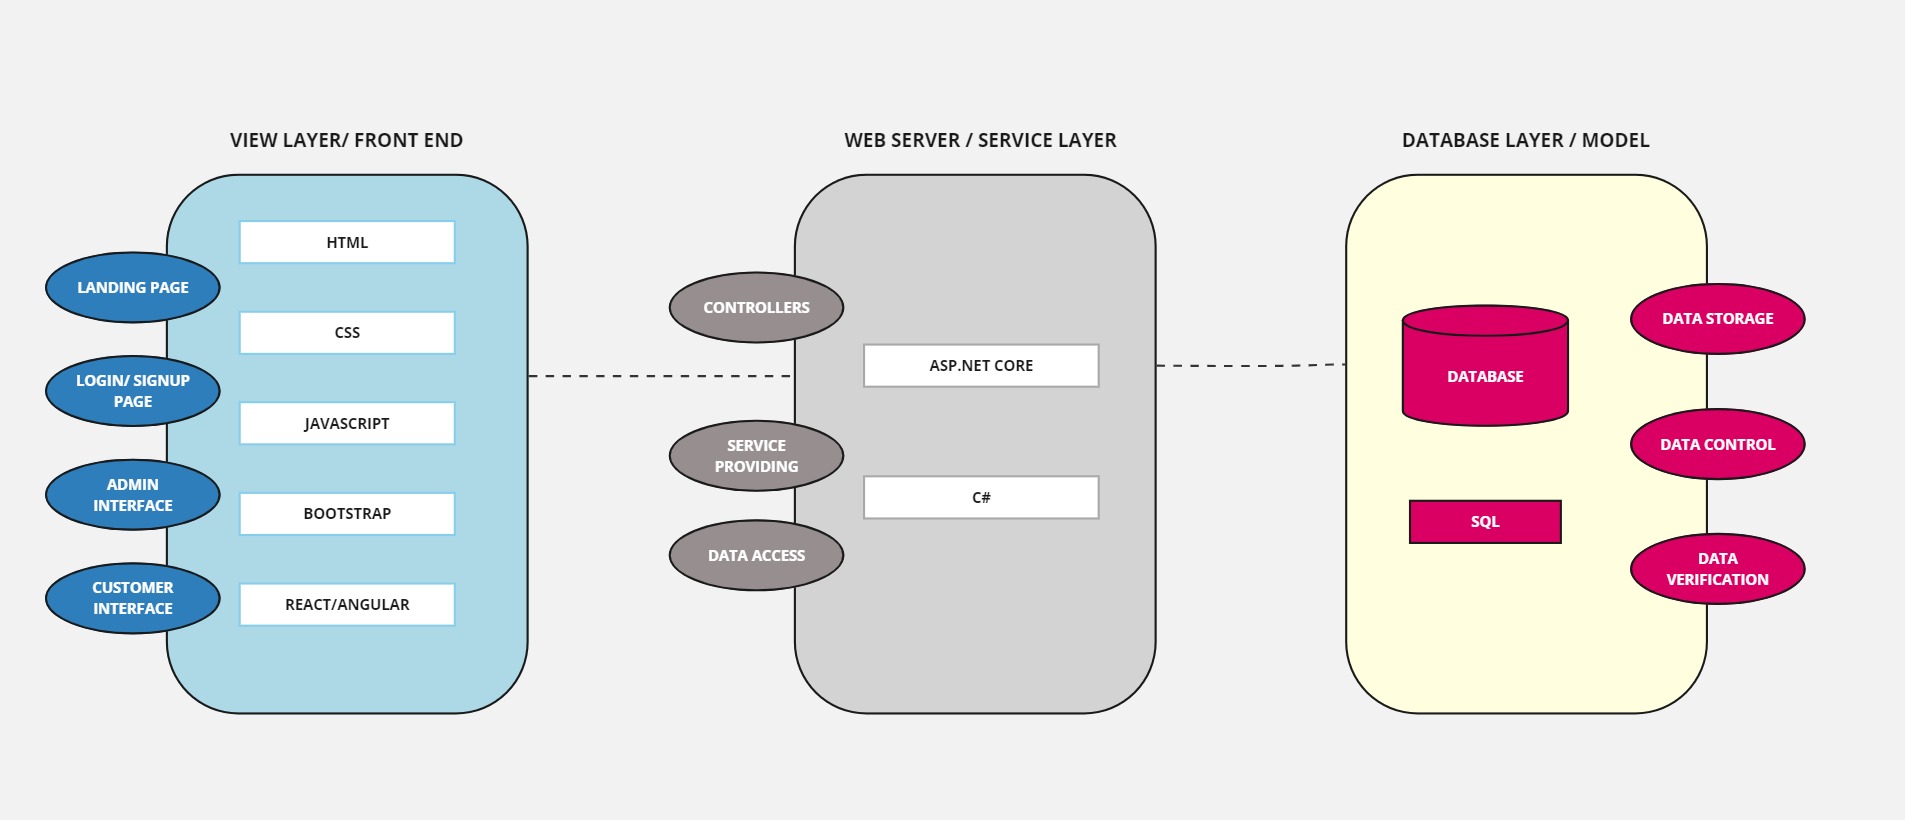 VIEW LAYER/ FRONT END
HTML
LANDING PAGE
CSS
LOGIN/ SIGNUP
PAGE
JAVASCRIPT
ADMIN
INTERFACE
BOOTSTRAP
CUSTOMER
INTERFACE
REACT/ANGULAR
WEB SERVER / SERVICE LAYER
CONTROLLERS
ASP.NET CORE
SERVICE
PROVIDING
C#
DATA ACCESS
DATABASE LAYER / MODEL
DATA STORAGE
DATABASE
DATA CONTROL
SQL
DATA
VERIFICATION